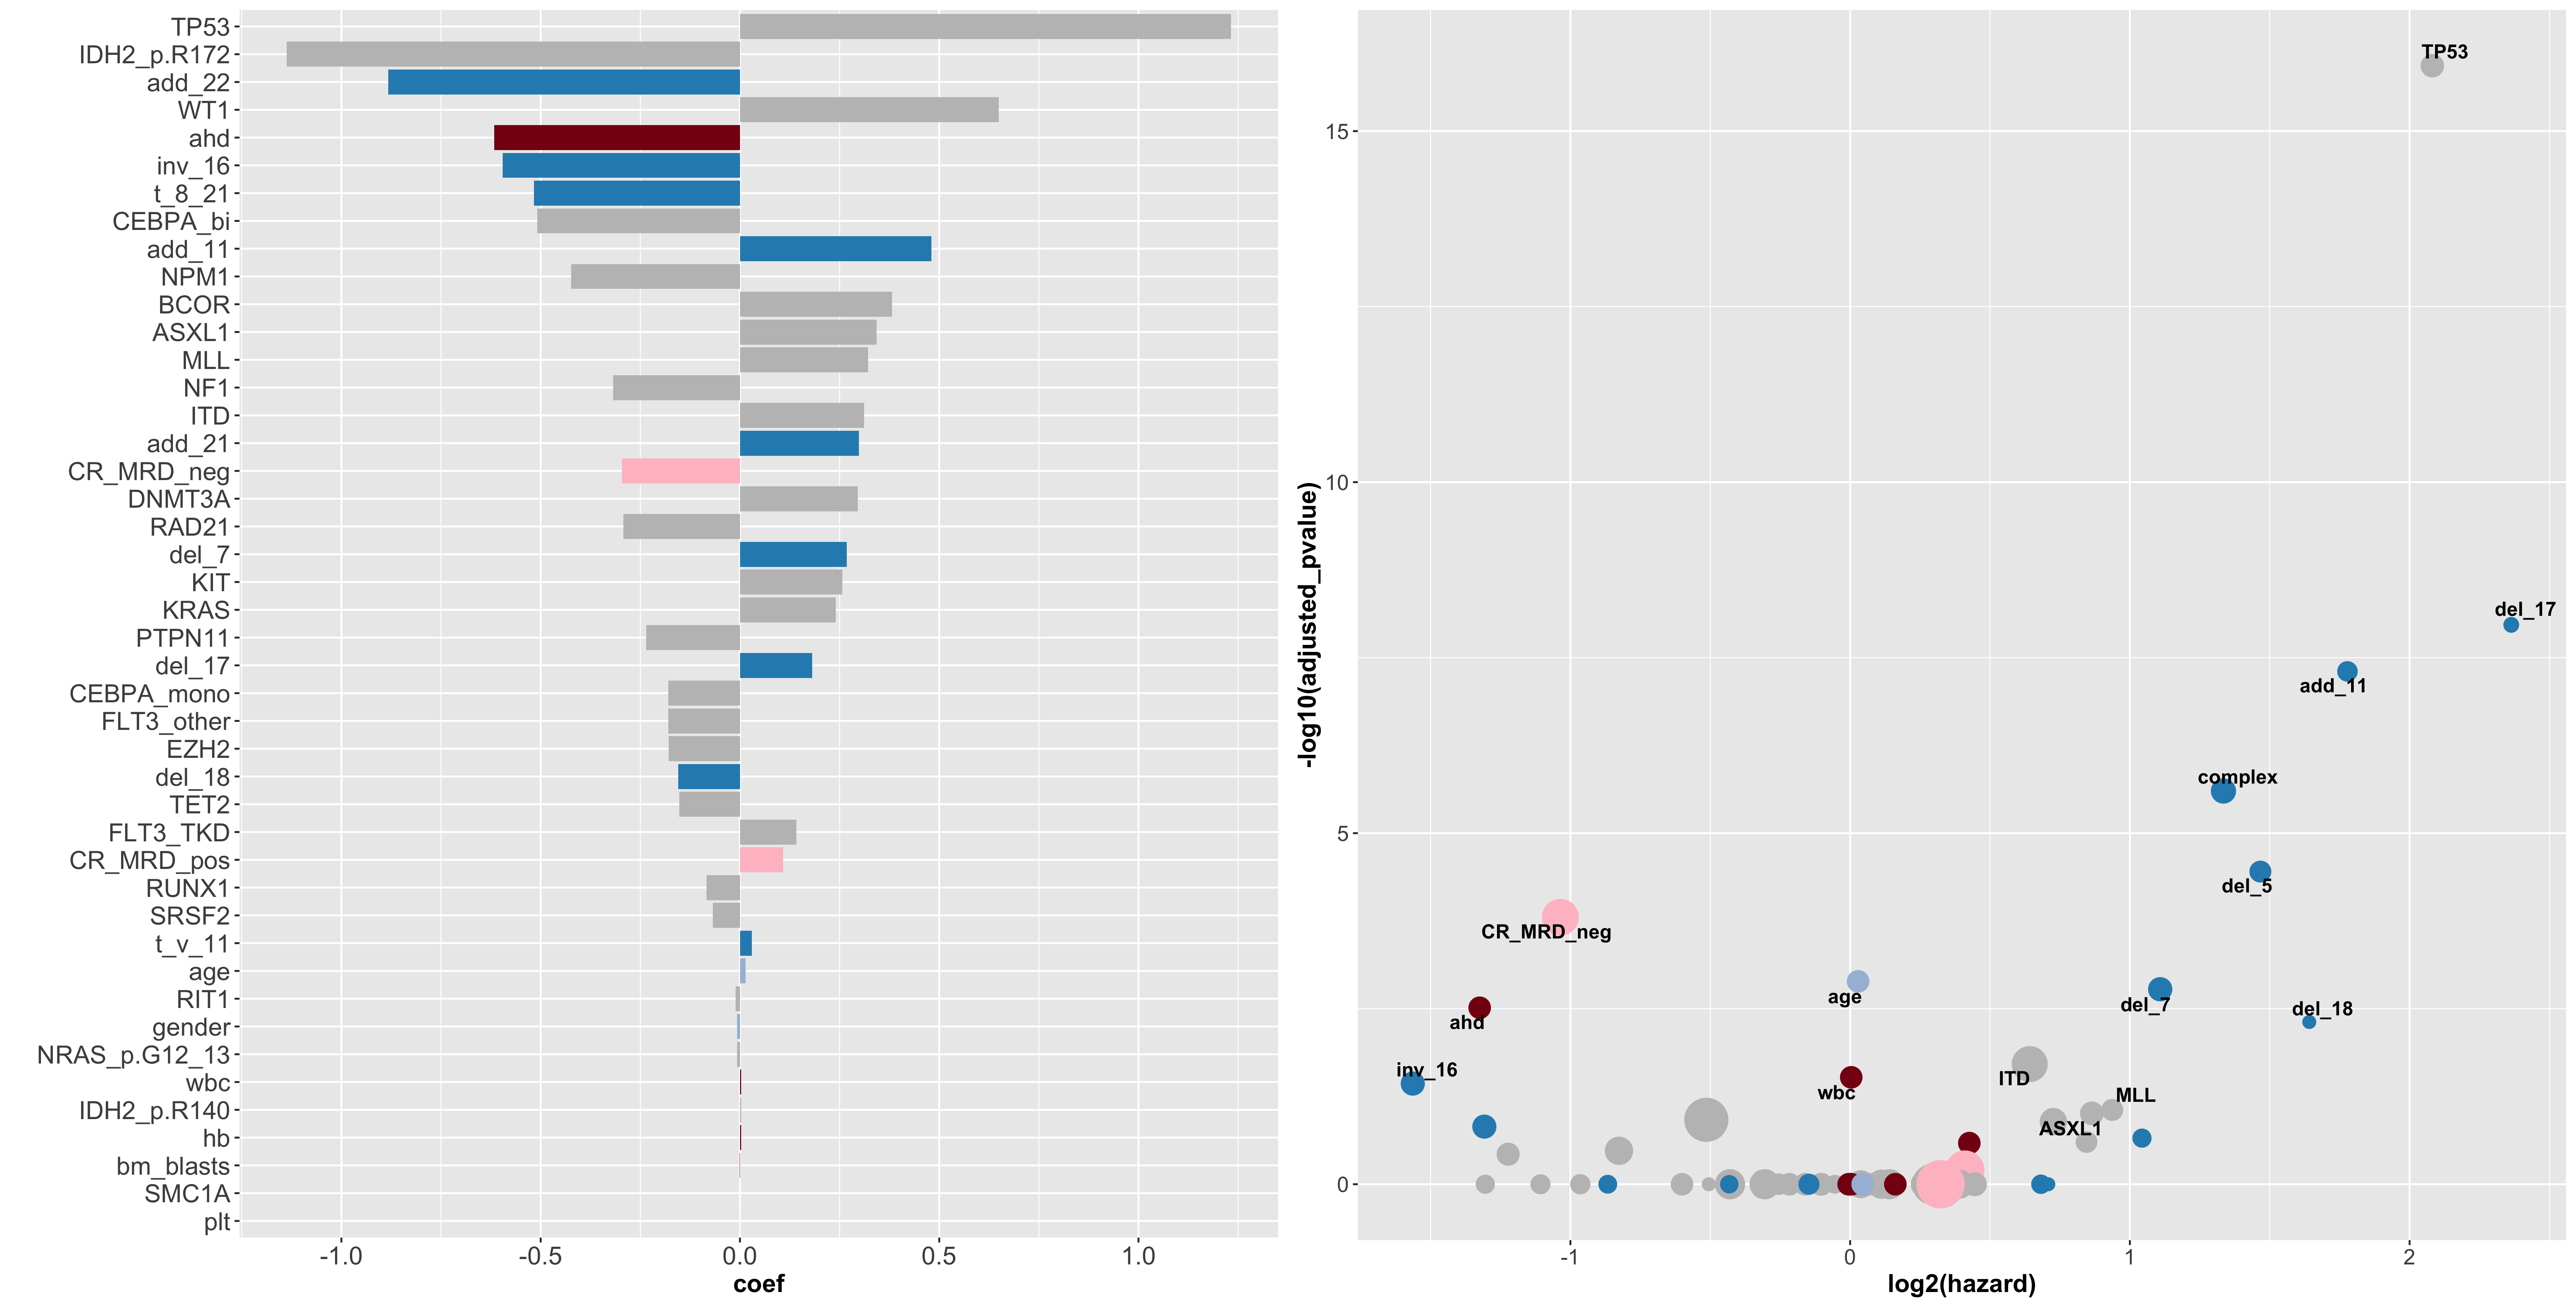 TP53
IDH2_p.R172
add_22
WT1
ahd
inv_16
t_8_21
CEBPA_bi
add_11
NPM1
BCOR
ASXL1
MLL
NF1
ITD
add_21
CR_MRD_neg
DNMT3A
RAD21
del_7
KIT
KRAS
PTPN11
del_17
CEBPA_mono
FLT3_other
EZH2
del_18
TET2
FLT3_TKD
CR_MRD_pos
RUNX1
SRSF2
t_v_11
age
RIT1
gender
NRAS_p.G12_13
wbc
IDH2_p.R140
hb
bm_blasts
SMC1A
plt
-1.0 -0.5 0.0 0.5 1.0
coef
-log10(adjusted_pvalue)
15
10
5
0
TP53
del_17
add_11
complex
del_5
CR_MRD_neg
age
del_7
ahd
del_18
inv_16
ITD
wbc
MLL
ASXL1
-1 0 1 2
log2(hazard)